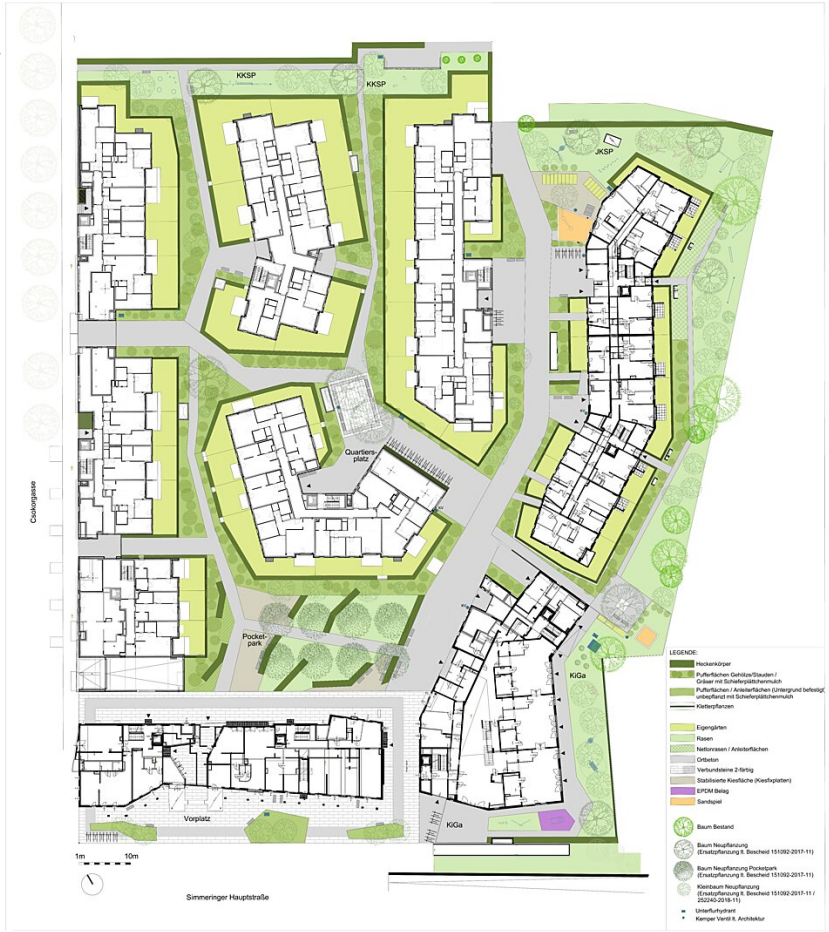 KKSP
KKSP
JKSP
Quartiers-
platz
Csokorgasse
Pocket-
park
KiGa
Vorplatz
KiGa
1m 10m
Simmeringer Hauptstraße
LEGENDE:
Heckenkörper
Pufferflächen Gehölze/Stauden /
Gräser mit Schieferplättchenmulch
Pufferflächen / Anleiterflächen (Untergrund befestigt)
unbepflanzt mit Schieferplättchenmulch
Kletterpflanzen
Eigengärten
Rasen
Nettorasen / Anleiterflächen
Ortbeton
Verbundsteine 2-färbig
Stabilisierte Kiesfläche (Kiesfixplatten)
EPDM Belag
Sandspiel
Baum Bestand
Baum Neupflanzung
(Ersatzpflanzung lt. Bescheid 151092-2017-11)
Baum Neupflanzung Pocketpark
(Ersatzpflanzung lt. Bescheid 151092-2017-11)
Kleinbaum Neupflanzung
(Ersatzpflanzung lt. Bescheid 151092-2017-11 /
252240-2018-11)
Unterflurhydrant
Kemper Ventil lt. Architektur